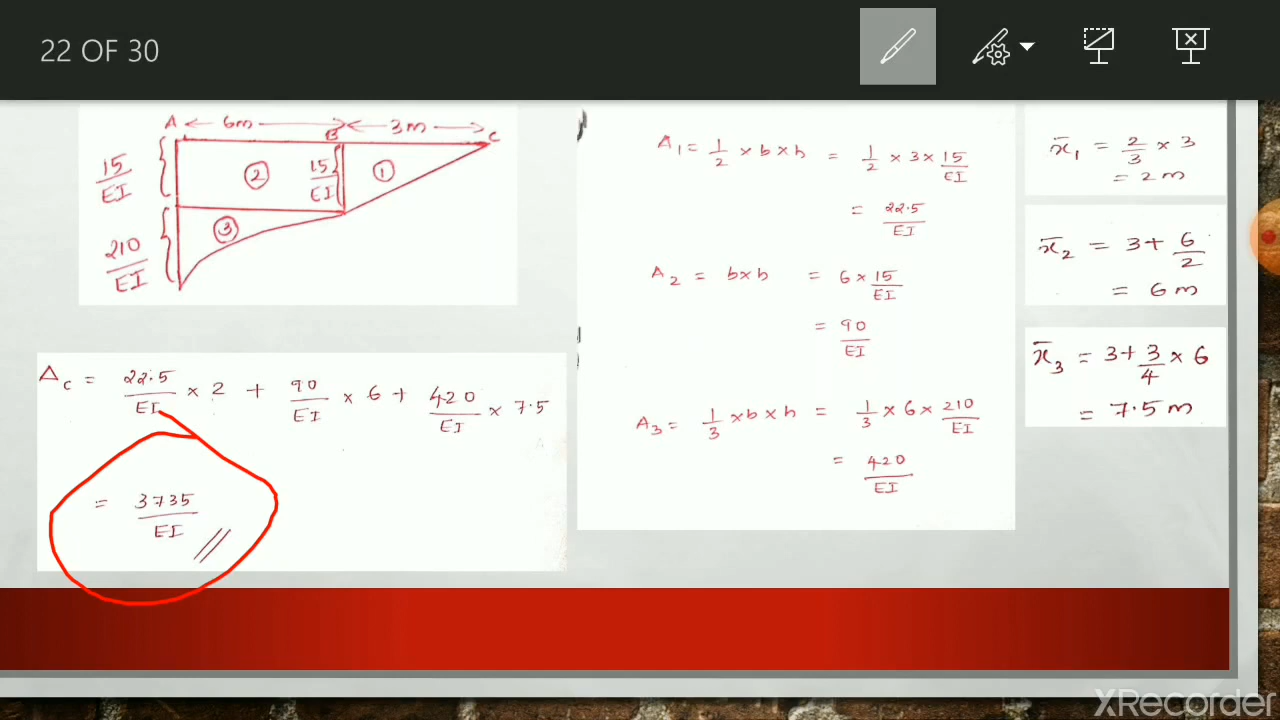 22 OF 30
A ← 6m → B ← 3m → C
15/EI
② 15/EI ①
210/EI ③
Δc = 22.5/EI × 2 + 90/EI × 6 + 420/EI × 7.5
= 3735/EI
A1 = 1/2 × b × h = 1/2 × 3 × 15/EI
= 22.5/EI
A2 = b×h = 6 × 15/EI
= 90/EI
A3 = 1/3 × b × h = 1/3 × 6 × 210/EI
= 420/EI
x̄1 = 2/3 × 3
= 2m
x̄2 = 3 + 6/2
= 6m
x̄3 = 3 + 3/4 × 6
= 7.5m
XRecorder